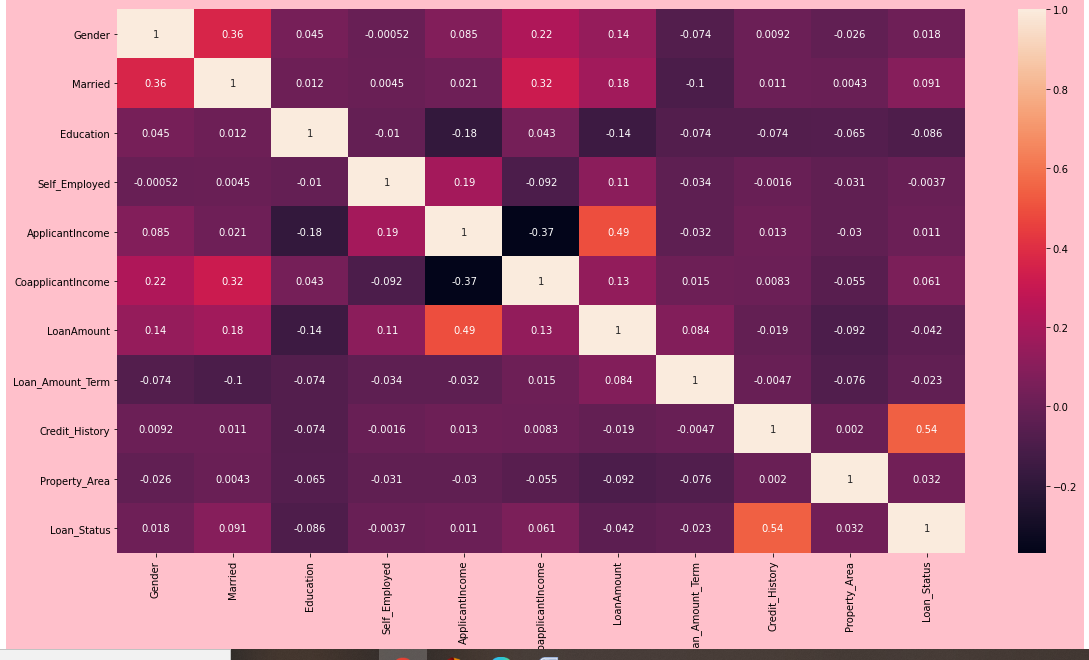 Gender 1 0.36 0.045 -0.00052 0.085 0.22 0.14 -0.074 0.0092 -0.026 0.018
Married 0.36 1 0.012 0.0045 0.021 0.32 0.18 -0.1 0.011 0.0043 0.091
Education 0.045 0.012 1 -0.01 -0.18 0.043 -0.14 -0.074 -0.074 -0.065 -0.086
Self_Employed -0.00052 0.0045 -0.01 1 0.19 -0.092 0.11 -0.034 -0.0016 -0.031 -0.0037
ApplicantIncome 0.085 0.021 -0.18 0.19 1 -0.37 0.49 -0.032 0.013 -0.03 0.011
CoapplicantIncome 0.22 0.32 0.043 -0.092 -0.37 1 0.13 0.015 0.0083 -0.055 0.061
LoanAmount 0.14 0.18 -0.14 0.11 0.49 0.13 1 0.084 -0.019 -0.092 -0.042
Loan_Amount_Term -0.074 -0.1 -0.074 -0.034 -0.032 0.015 0.084 1 -0.0047 -0.076 -0.023
Credit_History 0.0092 0.011 -0.074 -0.0016 0.013 0.0083 -0.019 -0.0047 1 0.002 0.54
Property_Area -0.026 0.0043 -0.065 -0.031 -0.03 -0.055 -0.092 -0.076 0.002 1 0.032
Loan_Status 0.018 0.091 -0.086 -0.0037 0.011 0.061 -0.042 -0.023 0.54 0.032 1
Gender
Married
Education
Self_Employed
ApplicantIncome
oapplicantIncome
LoanAmount
an_Amount_Term
Credit_History
Property_Area
Loan_Status
1.0
0.8
0.6
0.4
0.2
0.0
−0.2